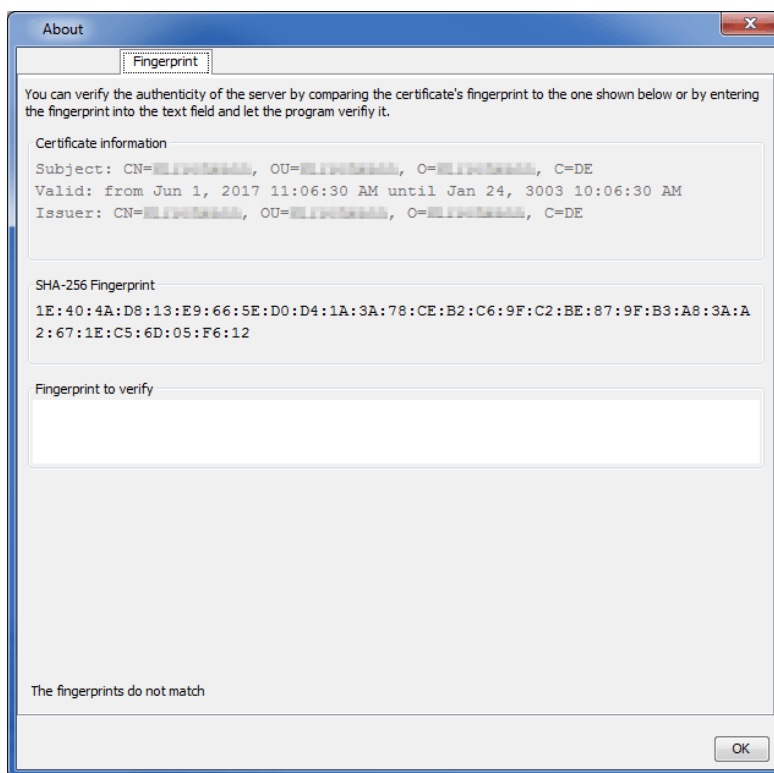 About
Fingerprint
You can verify the authenticity of the server by comparing the certificate's fingerprint to the one shown below or by entering
the fingerprint into the text field and let the program verifiy it.
Certificate information
Subject: CN=, OU=, O=, C=DE
Valid: from Jun 1, 2017 11:06:30 AM until Jan 24, 3003 10:06:30 AM
Issuer: CN=, OU=, O=, C=DE
SHA-256 Fingerprint
1E:40:4A:D8:13:E9:66:5E:D0:D4:1A:3A:78:CE:B2:C6:9F:C2:BE:87:9F:B3:A8:3A:A
2:67:1E:C5:6D:05:F6:12
Fingerprint to verify
The fingerprints do not match
OK